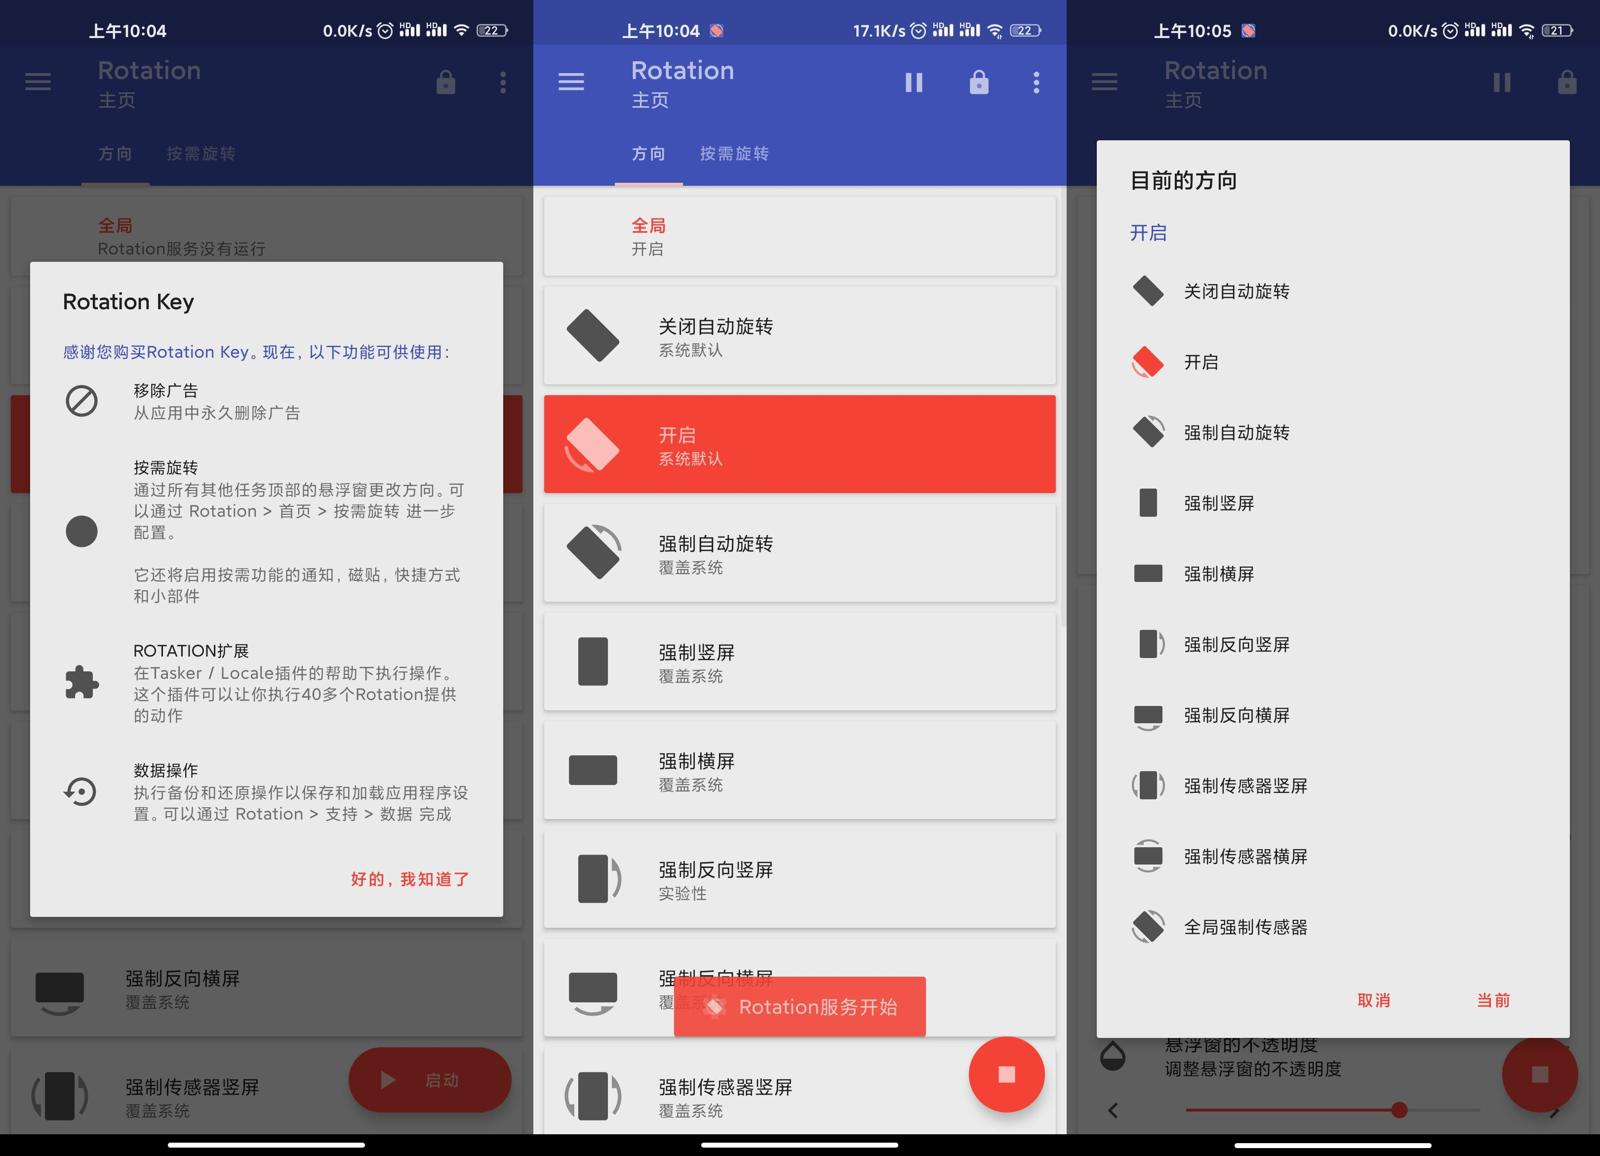 上午10:04
0.0K/s
HD
HD
22
Rotation
主页
方向
按需旋转
全局
Rotation服务没有运行
Rotation Key
感谢您购买Rotation Key。现在, 以下功能可供使用:
移除广告
从应用中永久删除广告
按需旋转
通过所有其他任务顶部的悬浮窗更改方向。可
以通过 Rotation > 首页 > 按需旋转 进一步
配置。
它还将启用按需功能的通知, 磁贴, 快捷方式
和小部件
ROTATION扩展
在Tasker / Locale插件的帮助下执行操作。
这个插件可以让你执行40多个Rotation提供
的动作
数据操作
执行备份和还原操作以保存和加载应用程序设
置。可以通过 Rotation > 支持 > 数据 完成
好的, 我知道了
强制反向横屏
覆盖系统
强制传感器竖屏
覆盖系统
启动
上午10:04
17.1K/s
HD
HD
22
Rotation
主页
方向
按需旋转
全局
开启
关闭自动旋转
系统默认
开启
系统默认
强制自动旋转
覆盖系统
强制竖屏
覆盖系统
强制横屏
覆盖系统
强制反向竖屏
实验性
强制反向横屏
Rotation服务开始
强制传感器竖屏
覆盖系统
上午10:05
0.0K/s
HD
HD
21
Rotation
主页
目前的方向
开启
关闭自动旋转
开启
强制自动旋转
强制竖屏
强制横屏
强制反向竖屏
强制反向横屏
强制传感器竖屏
强制传感器横屏
全局强制传感器
取消
当前
悬浮窗的不透明度
调整悬浮窗的不透明度